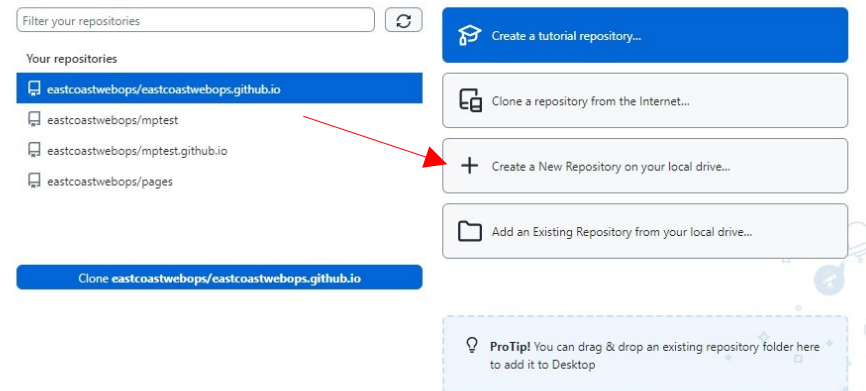 Filter your repositories
Your repositories
eastcoastwebops/eastcoastwebops.github.io
eastcoastwebops/mptest
eastcoastwebops/mptest.github.io
eastcoastwebops/pages
Clone eastcoastwebops/eastcoastwebops.github.io
Create a tutorial repository...
Clone a repository from the Internet...
Create a New Repository on your local drive...
Add an Existing Repository from your local drive...
ProTip! You can drag & drop an existing repository folder here
to add it to Desktop